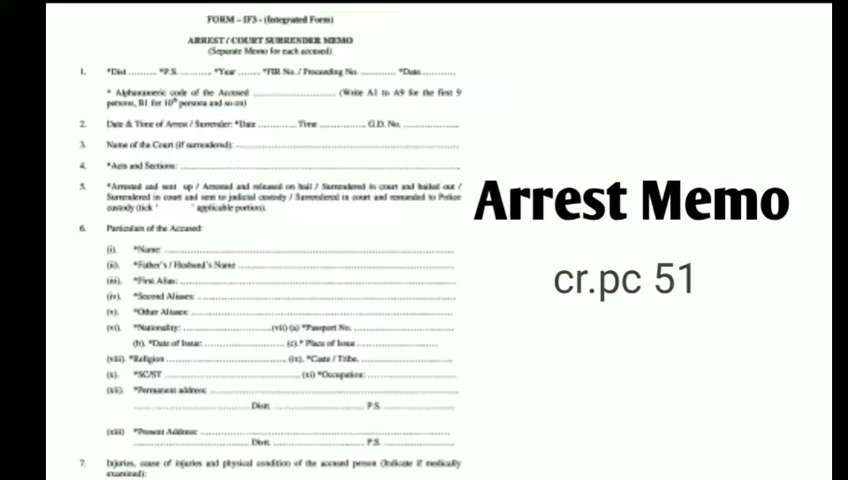 FORM – IF3 - (Integrated Form)
ARREST / COURT SURRENDER MEMO
(Separate Memo for each accused)
1. *Dist .......... *P.S. ........... *Year ........ *FIR No. / Proceeding No. ............ *Date............
* Alphanumeric code of the Accused ............................ (Write A1 to A9 for the first 9
persons, B1 for 10th persona and so on)
2. Date & Time of Arrest / Surrender: *Date ............. Time ................ G.D. No. ...................
3. Name of the Court (if surrendered): ...........................................................................
4. *Acts and Sections: ..............................................................................................
5. *Arrested and sent up / Arrested and released on bail / Surrendered in court and bailed out /
Surrendered in court and sent to judicial custody / Surrendered in court and remanded to Police
custody (tick ' ' applicable portion).
6. Particulars of the Accused:
(i). *Name: ......................................................................................................
(ii). *Father's / Husband's Name .........................................................................
(iii). *First Alias: ..............................................................................................
(iv). *Second Aliases: ........................................................................................
(v). *Other Aliases: ..........................................................................................
(vi). *Nationality: ............................. (vii) (a) *Passport No. ..................................
(b). *Date of Issue: ........................... (c).* Place of Issue ...........................
(viii). *Religion ....................................... (ix). *Caste / Tribe. ................................
(x). *SC/ST .............................................. (xi) *Occupation: .............................
(xii). *Permanent address: ..................................................................................
....................................... Distt. ............................... P.S. .........................
(xiii) *Present Address: ......................................................................................
....................................... Distt. ............................... P.S. .........................
7. Injuries, cause of injuries and physical condition of the accused person (Indicate if medically
examined):
Arrest Memo
cr.pc 51